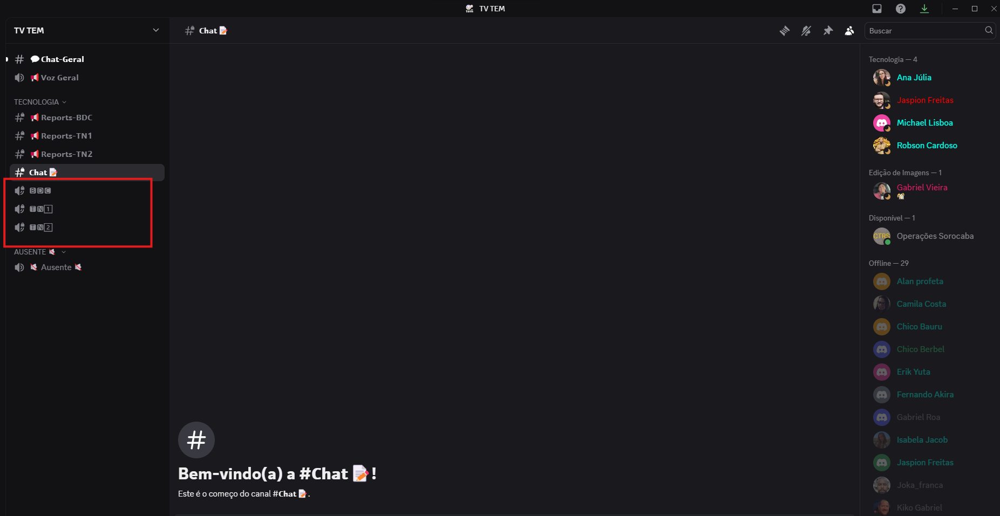 TV TEM
TV TEM
Chat-Geral
Voz Geral
TECNOLOGIA
Reports-BDC
Reports-TN1
Reports-TN2
Chat
🅱🅳🅲
🆃🅽1
🆃🅽2
AUSENTE
Ausente
Chat
Buscar
Bem-vindo(a) a #Chat 📝!
Este é o começo do canal #Chat 📝.
Tecnologia — 4
Ana Júlia
Jaspion Freitas
Michael Lisboa
Robson Cardoso
Edição de Imagens — 1
Gabriel Vieira
Disponível — 1
CTRS
Operações Sorocaba
Offline — 29
Alan profeta
Camila Costa
Chico Bauru
Chico Berbel
Erik Yuta
Fernando Akira
Gabriel Roa
Isabela Jacob
Jaspion Freitas
Joka_franca
Kiko Gabriel